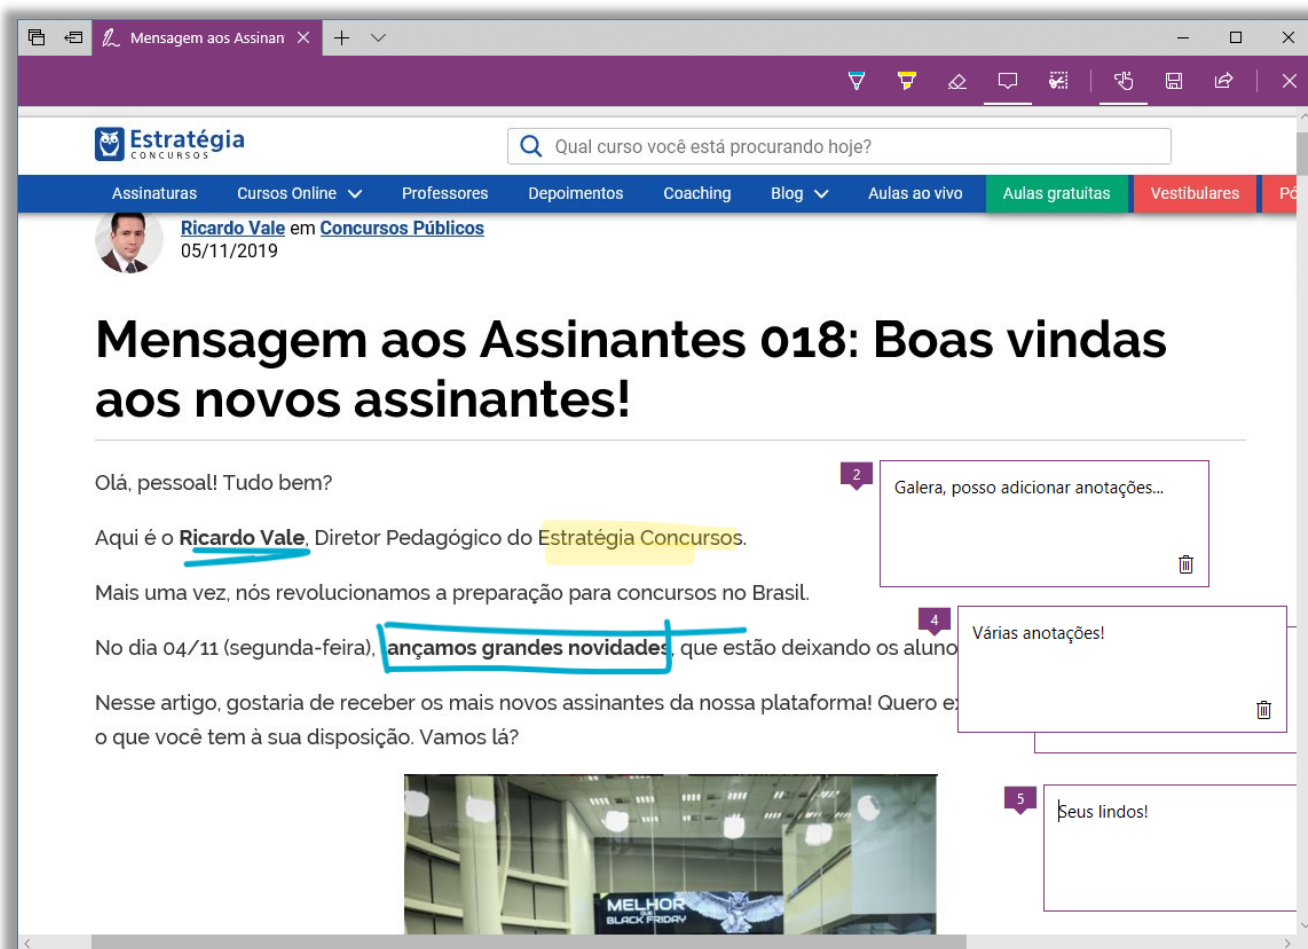 Mensagem aos Assinan
Estratégia
CONCURSOS
Qual curso você está procurando hoje?
Assinaturas Cursos Online Professores Depoimentos Coaching Blog Aulas ao vivo Aulas gratuitas Vestibulares Pó
Ricardo Vale em Concursos Públicos
05/11/2019
Mensagem aos Assinantes 018: Boas vindas
aos novos assinantes!
Olá, pessoal! Tudo bem?
Aqui é o Ricardo Vale, Diretor Pedagógico do Estratégia Concursos.
Mais uma vez, nós revolucionamos a preparação para concursos no Brasil.
No dia 04/11 (segunda-feira), lançamos grandes novidades, que estão deixando os aluno
Nesse artigo, gostaria de receber os mais novos assinantes da nossa plataforma! Quero ex
o que você tem à sua disposição. Vamos lá?
2
Galera, posso adicionar anotações...
4
Várias anotações!
5
Seus lindos!
MELHOR
QUE
BLACK FRIDAY